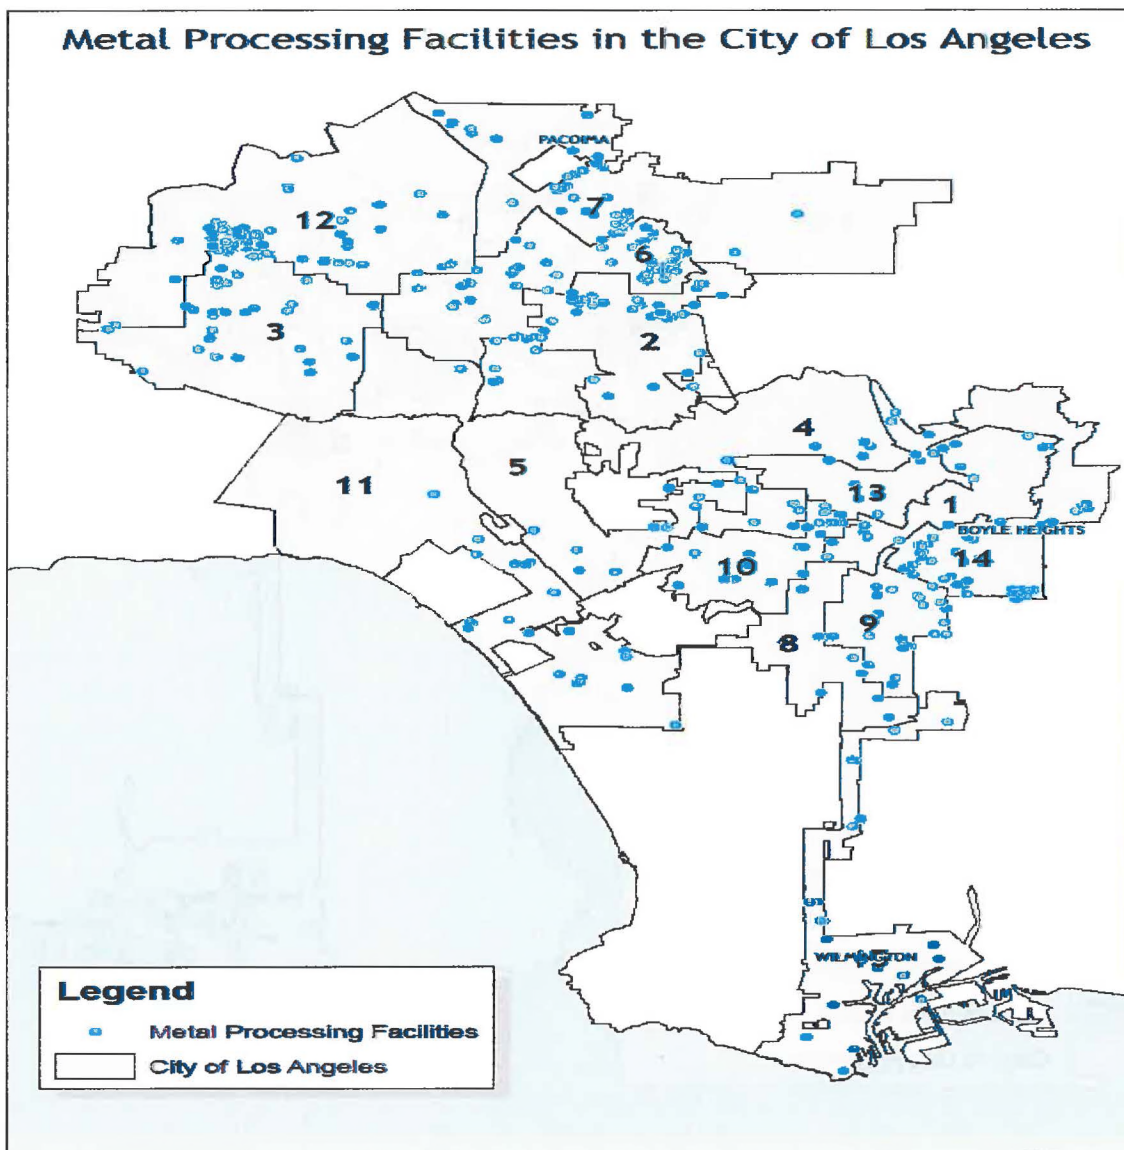 Metal Processing Facilities in the City of Los Angeles
PACOIMA
12
7
6
3
2
4
5
11
13
1
BOYLE HEIGHTS
10
14
9
8
WILMINGTON
Legend
Metal Processing Facilities
City of Los Angeles